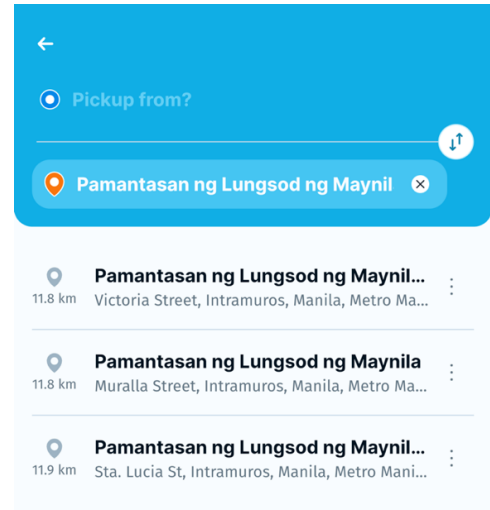 Pickup from?
Pamantasan ng Lungsod ng Maynil
Pamantasan ng Lungsod ng Maynil...
11.8 km
Victoria Street, Intramuros, Manila, Metro Ma...
Pamantasan ng Lungsod ng Maynila
11.8 km
Muralla Street, Intramuros, Manila, Metro Ma...
Pamantasan ng Lungsod ng Maynil...
11.9 km
Sta. Lucia St, Intramuros, Manila, Metro Mani...